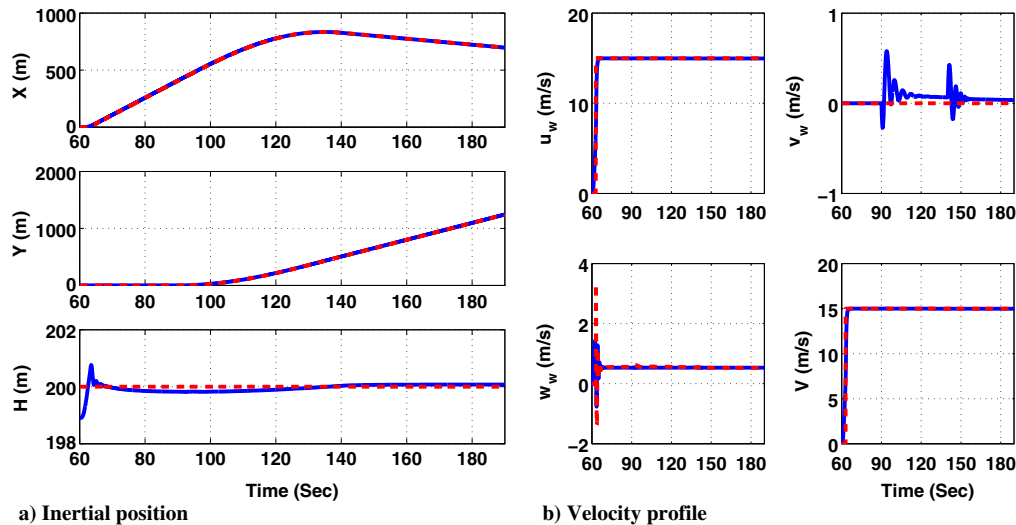 1000
500
0
X (m)
60 80 100 120 140 160 180
2000
1000
0
Y (m)
60 80 100 120 140 160 180
202
200
198
H (m)
60 80 100 120 140 160 180
Time (Sec)
a) Inertial position
20
15
10
5
0
u_w (m/s)
60 90 120 150 180
1
0
−1
v_w (m/s)
60 90 120 150 180
4
2
0
−2
w_w (m/s)
60 90 120 150 180
20
15
10
5
0
V (m/s)
60 90 120 150 180
Time (Sec)
b) Velocity profile